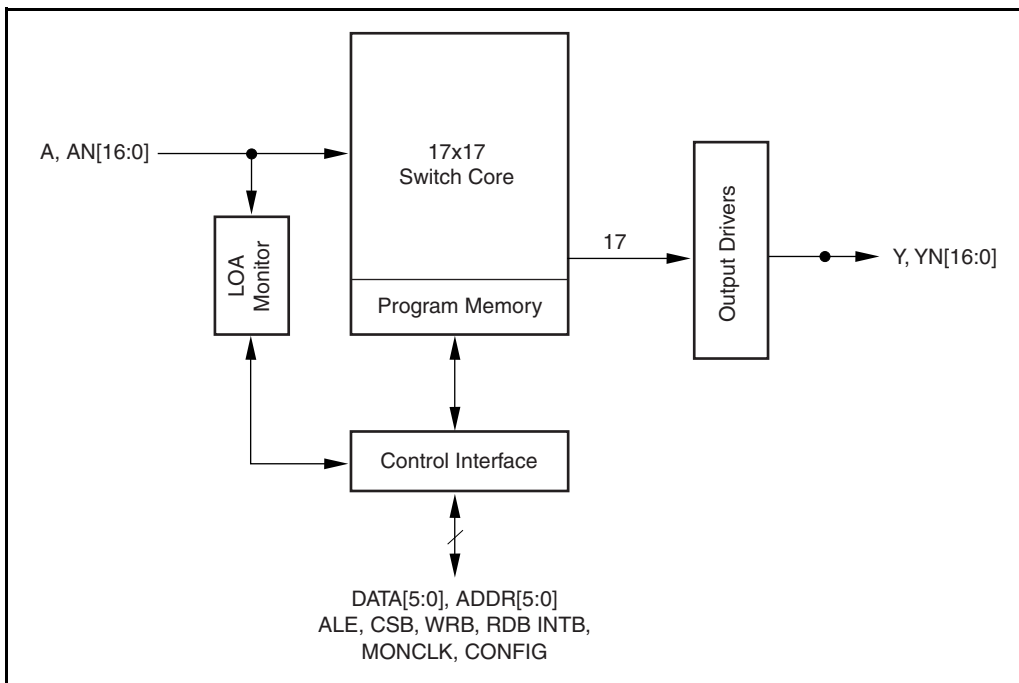 17x17
Switch Core
A, AN[16:0]
LOA
Monitor
17
Output Drivers
Y, YN[16:0]
Program Memory
Control Interface
DATA[5:0], ADDR[5:0]
ALE, CSB, WRB, RDB INTB,
MONCLK, CONFIG